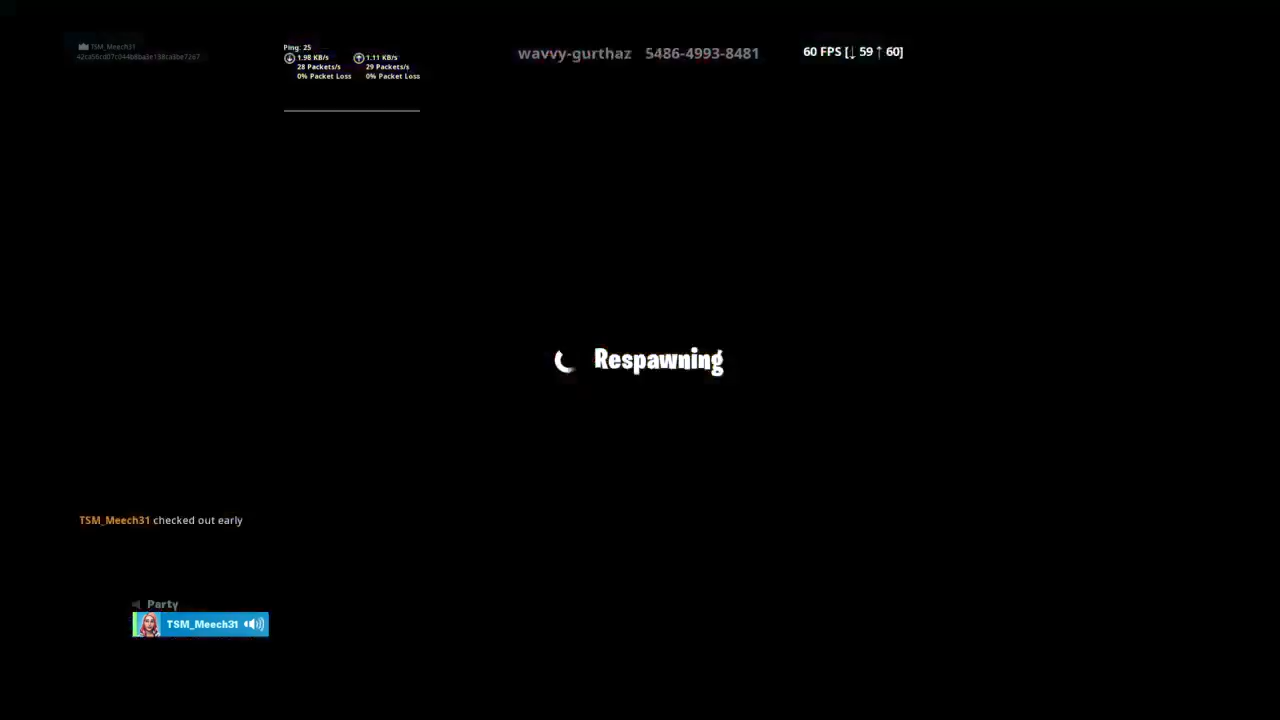 TSM_Meech31
Ping: 25
1.98 KB/s 1.11 KB/s
28 Packets/s 29 Packets/s
0% Packet Loss 0% Packet Loss
wavvy-gurthaz 5486-4993-8481
60 FPS [↓ 59 ↑ 60]
Respawning
TSM_Meech31 checked out early
Party
TSM_Meech31